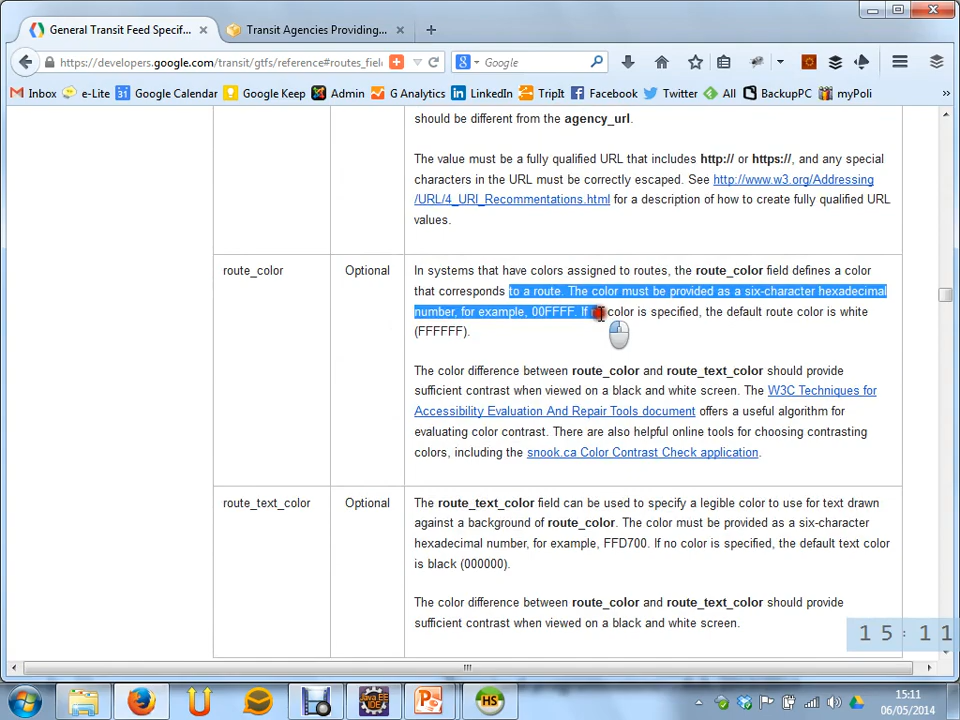 General Transit Feed Specif...
Transit Agencies Providing...
https://developers.google.com/transit/gtfs/reference#routes_fiel
Google
Inbox
e-Lite
Google Calendar
Google Keep
Admin
G Analytics
LinkedIn
TripIt
Facebook
Twitter
All
BackupPC
myPoli
should be different from the agency_url.
The value must be a fully qualified URL that includes http:// or https://, and any special
characters in the URL must be correctly escaped. See http://www.w3.org/Addressing
/URL/4_URI_Recommentations.html for a description of how to create fully qualified URL
values.
route_color
Optional
In systems that have colors assigned to routes, the route_color field defines a color
that corresponds to a route. The color must be provided as a six-character hexadecimal
number, for example, 00FFFF. If color is specified, the default route color is white
(FFFFFF).
The color difference between route_color and route_text_color should provide
sufficient contrast when viewed on a black and white screen. The W3C Techniques for
Accessibility Evaluation And Repair Tools document offers a useful algorithm for
evaluating color contrast. There are also helpful online tools for choosing contrasting
colors, including the snook.ca Color Contrast Check application.
route_text_color
Optional
The route_text_color field can be used to specify a legible color to use for text drawn
against a background of route_color. The color must be provided as a six-character
hexadecimal number, for example, FFD700. If no color is specified, the default text color
is black (000000).
The color difference between route_color and route_text_color should provide
sufficient contrast when viewed on a black and white screen.
15:11
15:11
06/05/2014